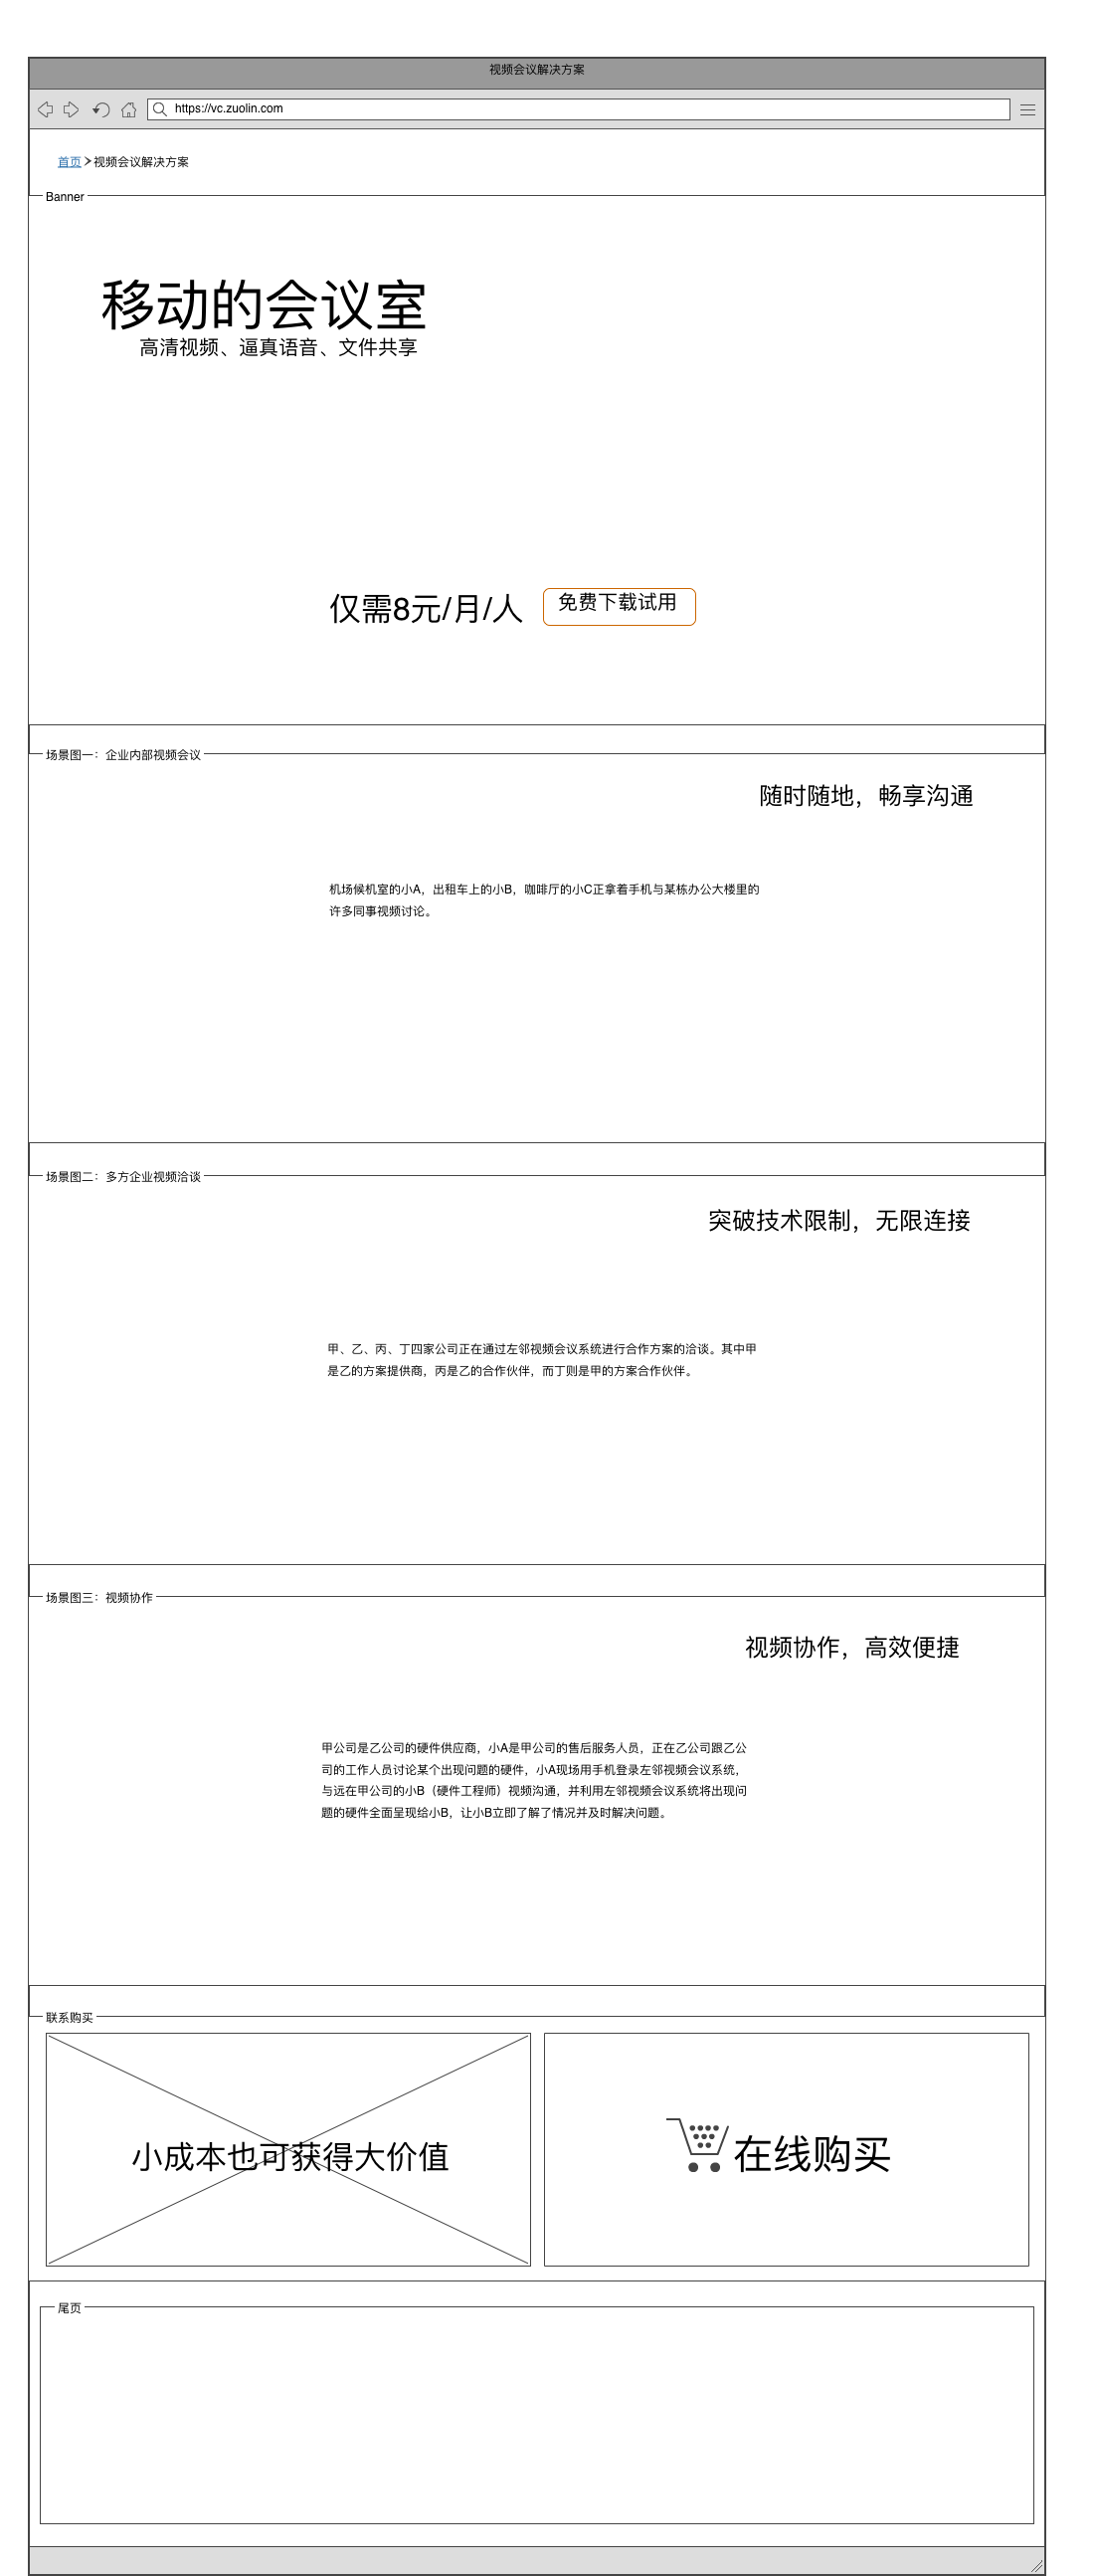 视频会议解决方案
https://vc.zuolin.com
首页 > 视频会议解决方案
Banner
移动的会议室
高清视频、逼真语音、文件共享
仅需8元/月/人 免费下载试用
场景图一：企业内部视频会议
随时随地，畅享沟通
机场候机室的小A，出租车上的小B，咖啡厅的小C正拿着手机与某栋办公大楼里的
许多同事视频讨论。
场景图二：多方企业视频洽谈
突破技术限制，无限连接
甲、乙、丙、丁四家公司正在通过左邻视频会议系统进行合作方案的洽谈。其中甲
是乙的方案提供商，丙是乙的合作伙伴，而丁则是甲的方案合作伙伴。
场景图三：视频协作
视频协作，高效便捷
甲公司是乙公司的硬件供应商，小A是甲公司的售后服务人员，正在乙公司跟乙公
司的工作人员讨论某个出现问题的硬件，小A现场用手机登录左邻视频会议系统，
与远在甲公司的小B（硬件工程师）视频沟通，并利用左邻视频会议系统将出现问
题的硬件全面呈现给小B，让小B立即了解了情况并及时解决问题。
联系购买
小成本也可获得大价值
在线购买
尾页